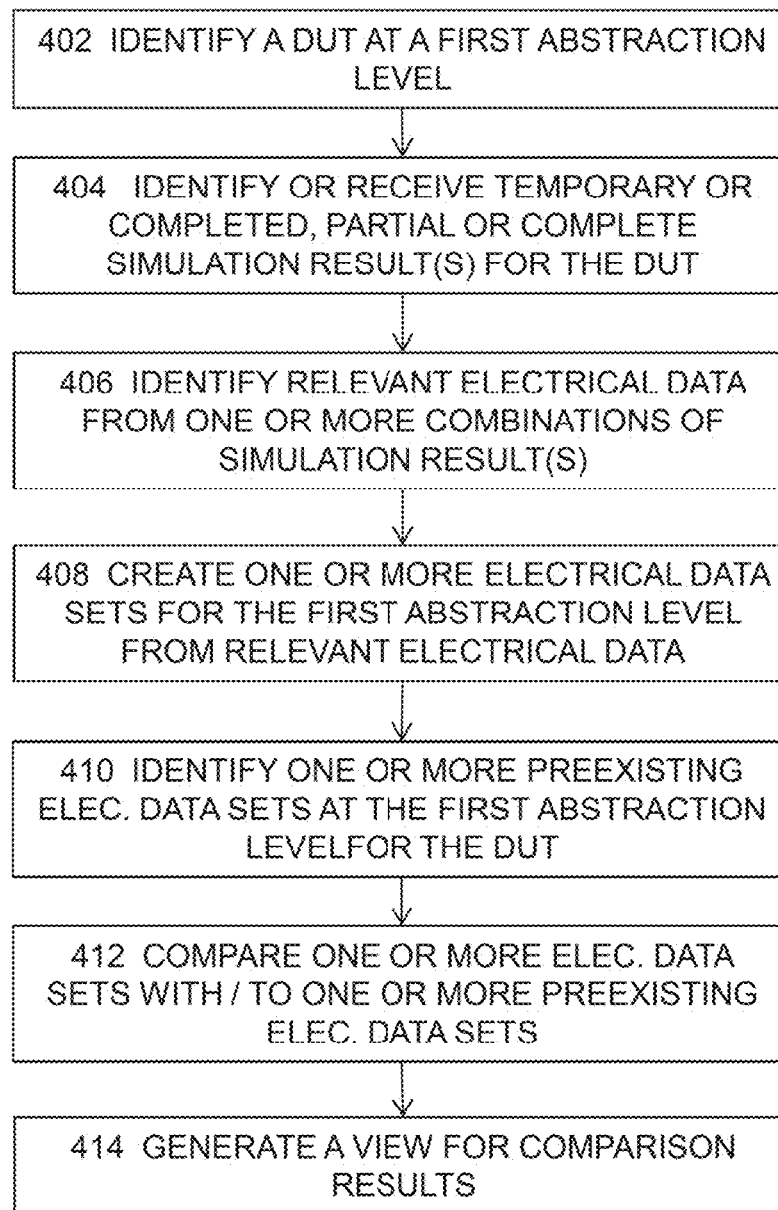 402 IDENTIFY A DUT AT A FIRST ABSTRACTION
LEVEL
404 IDENTIFY OR RECEIVE TEMPORARY OR
COMPLETED, PARTIAL OR COMPLETE
SIMULATION RESULT(S) FOR THE DUT
406 IDENTIFY RELEVANT ELECTRICAL DATA
FROM ONE OR MORE COMBINATIONS OF
SIMULATION RESULT(S)
408 CREATE ONE OR MORE ELECTRICAL DATA
SETS FOR THE FIRST ABSTRACTION LEVEL
FROM RELEVANT ELECTRICAL DATA
410 IDENTIFY ONE OR MORE PREEXISTING
ELEC. DATA SETS AT THE FIRST ABSTRACTION
LEVELFOR THE DUT
412 COMPARE ONE OR MORE ELEC. DATA
SETS WITH / TO ONE OR MORE PREEXISTING
ELEC. DATA SETS
414 GENERATE A VIEW FOR COMPARISON
RESULTS